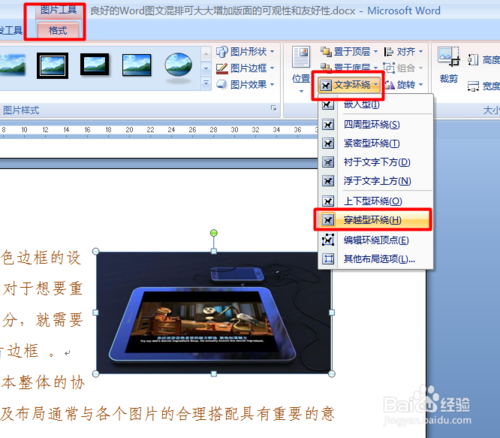 图片工具
良好的Word图文混排可大大增加版面的可观性和友好性.docx - Microsoft Word
发工具
格式
图片形状
图片边框
图片效果
图片样式
位置
置于顶层
置于底层
文字环绕
对齐
组合
旋转
裁剪
高度
宽度
嵌入型(I)
四周型环绕(S)
紧密型环绕(T)
衬于文字下方(D)
浮于文字上方(N)
上下型环绕(O)
穿越型环绕(H)
编辑环绕顶点(E)
其他布局选项(L)...
8 10 12 14 16 18 20 22 24 26 28 30 32 34 36 38
42 44 46 48
色边框的设
对于想要重
分，就需要
片边框 。
本整体的协
及布局通常与各个图片的合理搭配具有重要的意
Baidu 经验
jingyan.baidu.com